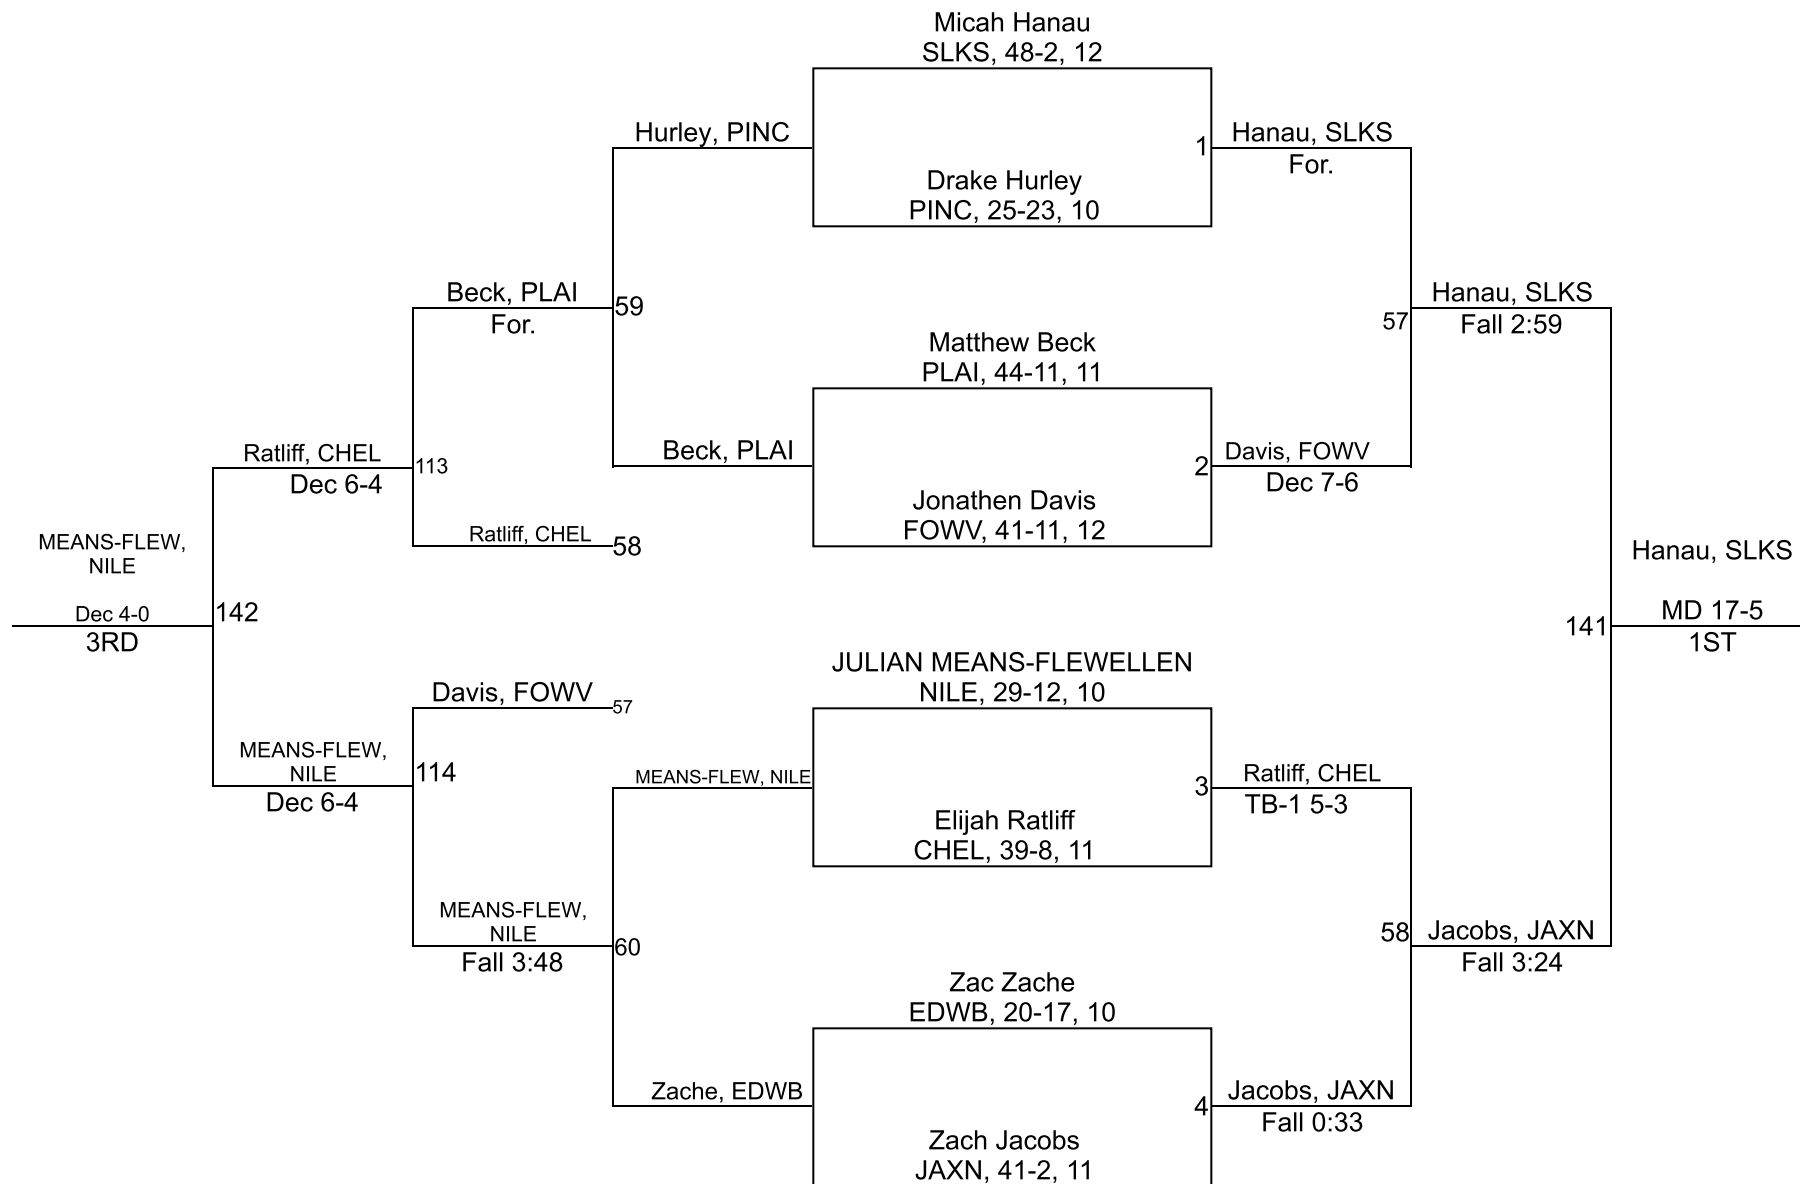 Micah Hanau
SLKS, 48-2, 12
Hurley, PINC
1
Hanau, SLKS
For.
Drake Hurley
PINC, 25-23, 10
Beck, PLAI
For.
59
Hanau, SLKS
Fall 2:59
57
Matthew Beck
PLAI, 44-11, 11
Ratliff, CHEL
Dec 6-4
113
Beck, PLAI
2
Davis, FOWV
Dec 7-6
Jonathen Davis
FOWV, 41-11, 12
Ratliff, CHEL
58
MEANS-FLEW,
NILE
Dec 4-0
3RD
142
Hanau, SLKS
141
MD 17-5
1ST
JULIAN MEANS-FLEWELLEN
NILE, 29-12, 10
Davis, FOWV
57
MEANS-FLEW,
NILE
Dec 6-4
114
MEANS-FLEW, NILE
3
Ratliff, CHEL
TB-1 5-3
Elijah Ratliff
CHEL, 39-8, 11
MEANS-FLEW,
NILE
Fall 3:48
60
58
Jacobs, JAXN
Fall 3:24
Zac Zache
EDWB, 20-17, 10
Zache, EDWB
4
Jacobs, JAXN
Fall 0:33
Zach Jacobs
JAXN, 41-2, 11